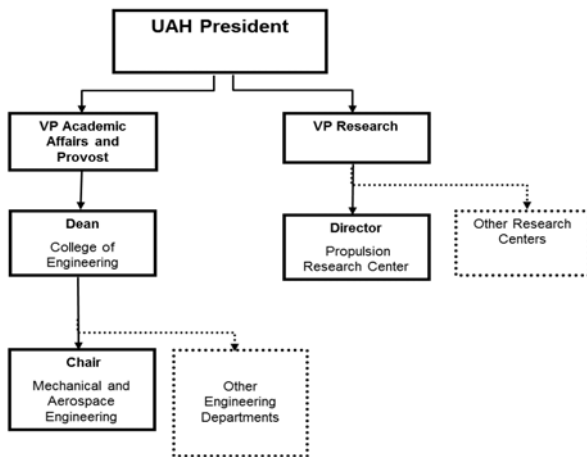 UAH President
VP Academic
Affairs and
Provost
VP Research
Dean
College of
Engineering
Director
Propulsion
Research Center
Other Research
Centers
Chair
Mechanical and
Aerospace
Engineering
Other
Engineering
Departments